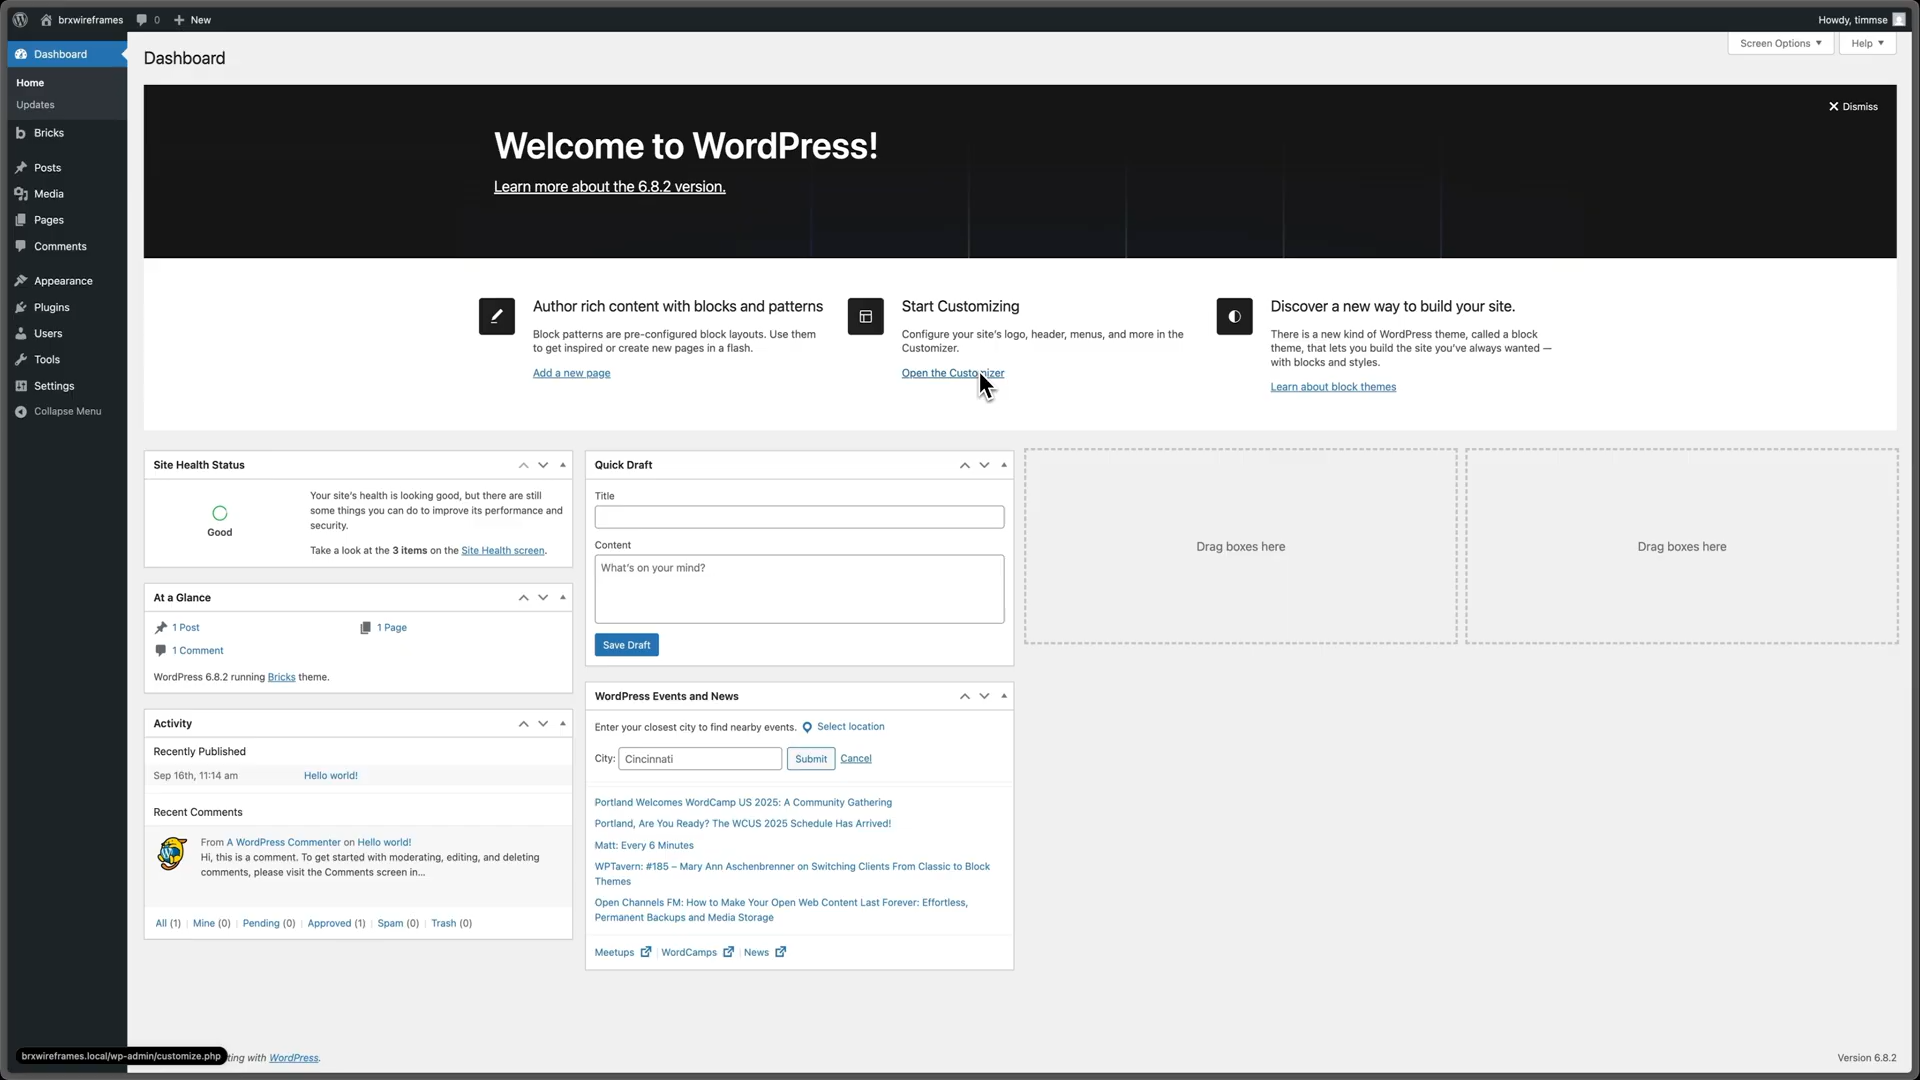 brxwireframes 0 New Howdy, timmse
Dashboard
Home
Updates
Bricks
Posts
Media
Pages
Comments
Appearance
Plugins
Users
Tools
Settings
Collapse Menu
Dashboard
Screen Options Help
Dismiss
Welcome to WordPress!
Learn more about the 6.8.2 version.
Author rich content with blocks and patterns
Block patterns are pre-configured block layouts. Use them
to get inspired or create new pages in a flash.
Add a new page
Start Customizing
Configure your site's logo, header, menus, and more in the
Customizer.
Open the Customizer
Discover a new way to build your site.
There is a new kind of WordPress theme, called a block
theme, that lets you build the site you've always wanted —
with blocks and styles.
Learn about block themes
Site Health Status
Good
Your site's health is looking good, but there are still
some things you can do to improve its performance and
security.
Take a look at the 3 items on the Site Health screen.
At a Glance
1 Post 1 Page
1 Comment
WordPress 6.8.2 running Bricks theme.
Activity
Recently Published
Sep 16th, 11:14 am Hello world!
Recent Comments
From A WordPress Commenter on Hello world!
Hi, this is a comment. To get started with moderating, editing, and deleting
comments, please visit the Comments screen in…
All (1) | Mine (0) | Pending (0) | Approved (1) | Spam (0) | Trash (0)
Quick Draft
Title
Content
What's on your mind?
Save Draft
WordPress Events and News
Enter your closest city to find nearby events. Select location
City: Cincinnati Submit Cancel
Portland Welcomes WordCamp US 2025: A Community Gathering
Portland, Are You Ready? The WCUS 2025 Schedule Has Arrived!
Matt: Every 6 Minutes
WPTavern: #185 – Mary Ann Aschenbrenner on Switching Clients From Classic to Block
Themes
Open Channels FM: How to Make Your Open Web Content Last Forever: Effortless,
Permanent Backups and Media Storage
Meetups | WordCamps | News
Drag boxes here
Drag boxes here
brxwireframes.local/wp-admin/customize.php
ting with WordPress.
Version 6.8.2